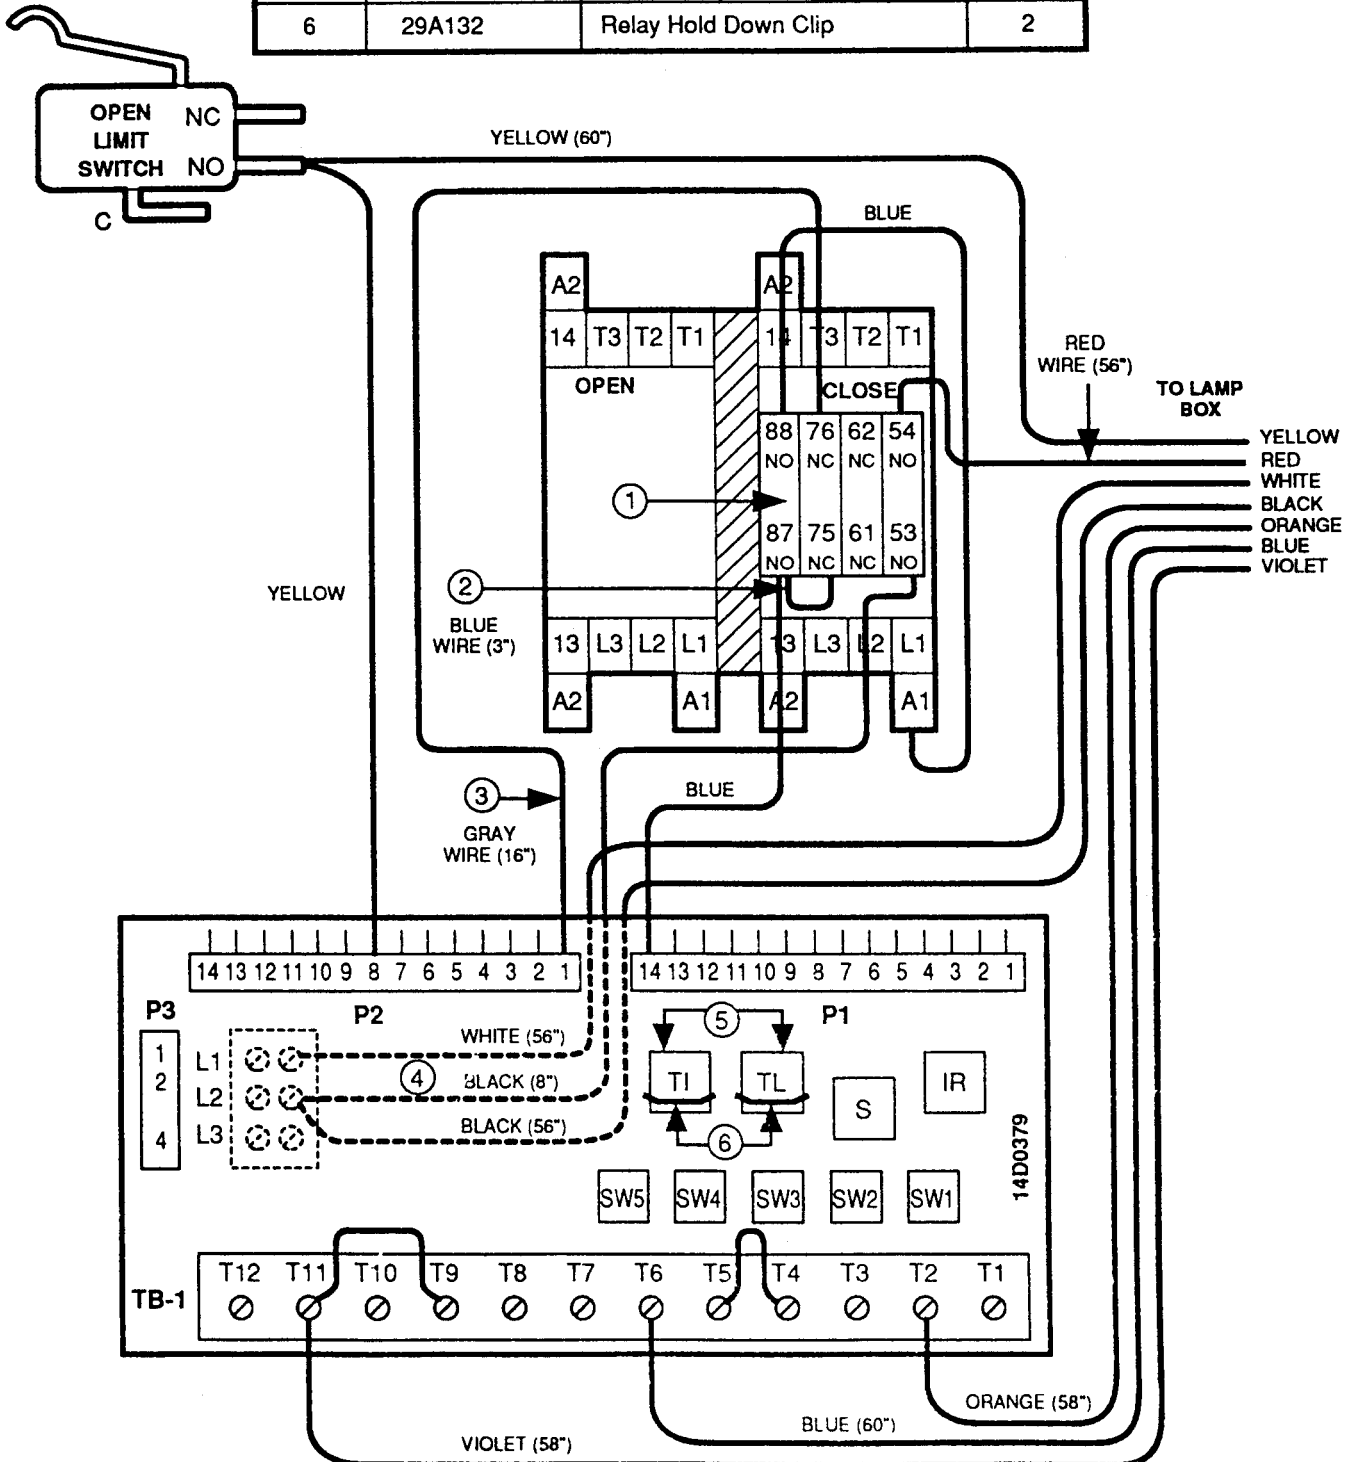 6 29A132 Relay Hold Down Clip 2
OPEN
LIMIT
SWITCH
NC
NO
C
YELLOW (60")
BLUE
A2 A2
14 T3 T2 T1 14 T3 T2 T1
OPEN CLOSE
RED
WIRE (56")
TO LAMP
BOX
YELLOW
RED
WHITE
BLACK
ORANGE
BLUE
VIOLET
88 76 62 54
NO NC NC NO
1
87 75 61 53
NO NC NC NO
YELLOW
2
BLUE
WIRE (3")
13 L3 L2 L1 13 L3 L2 L1
A2 A1 A2 A1
3
GRAY
WIRE (16")
BLUE
14 13 12 11 10 9 8 7 6 5 4 3 2 1
14 13 12 11 10 9 8 7 6 5 4 3 2 1
P3
P2
P1
1
2
4
L1
L2
L3
WHITE (56")
4
BLACK (8")
BLACK (56")
5
TI TL
S
IR
6
14D0379
SW5 SW4 SW3 SW2 SW1
TB-1
T12 T11 T10 T9 T8 T7 T6 T5 T4 T3 T2 T1
ORANGE (58")
BLUE (60")
VIOLET (58")